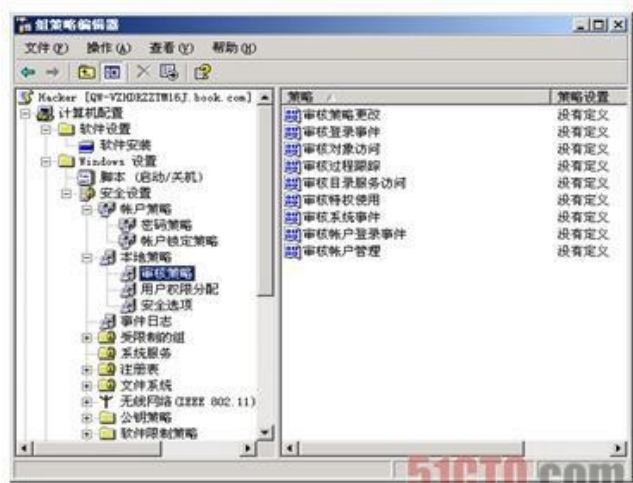 组策略编辑器
文件(F) 操作(A) 查看(V) 帮助(H)
Hacker [QW-VZHDRZZTW16J.book.com]
计算机配置
软件设置
软件安装
Windows 设置
脚本 (启动/关机)
安全设置
帐户策略
密码策略
帐户锁定策略
本地策略
审核策略
用户权限分配
安全选项
事件日志
受限制的组
系统服务
注册表
文件系统
无线网络 (IEEE 802.11)
公钥策略
软件限制策略
策略 策略设置
审核策略更改 没有定义
审核登录事件 没有定义
审核对象访问 没有定义
审核过程跟踪 没有定义
审核目录服务访问 没有定义
审核特权使用 没有定义
审核系统事件 没有定义
审核帐户登录事件 没有定义
审核帐户管理 没有定义
51CTO.com